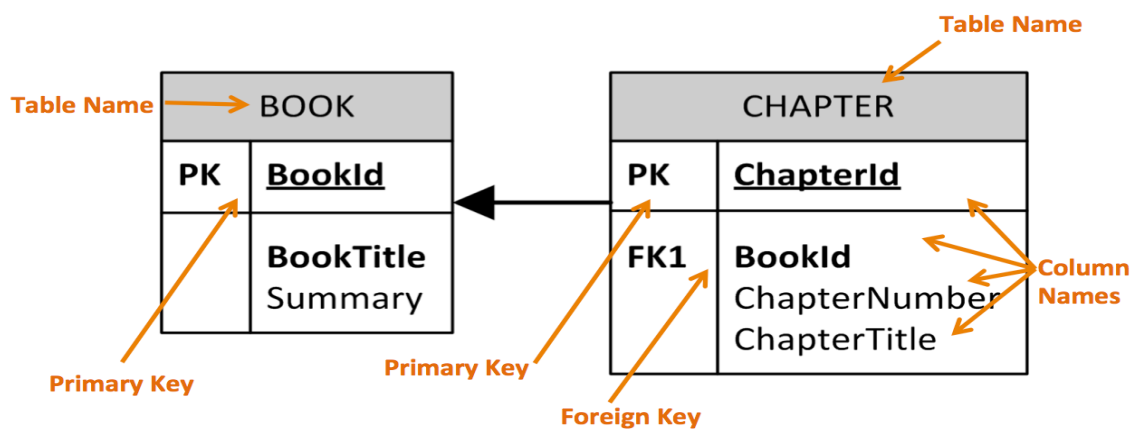 Table Name
Table Name
BOOK
PK BookId
BookTitle
Summary
Primary Key
CHAPTER
PK ChapterId
FK1 BookId
ChapterNumber
ChapterTitle
Column
Names
Primary Key
Foreign Key